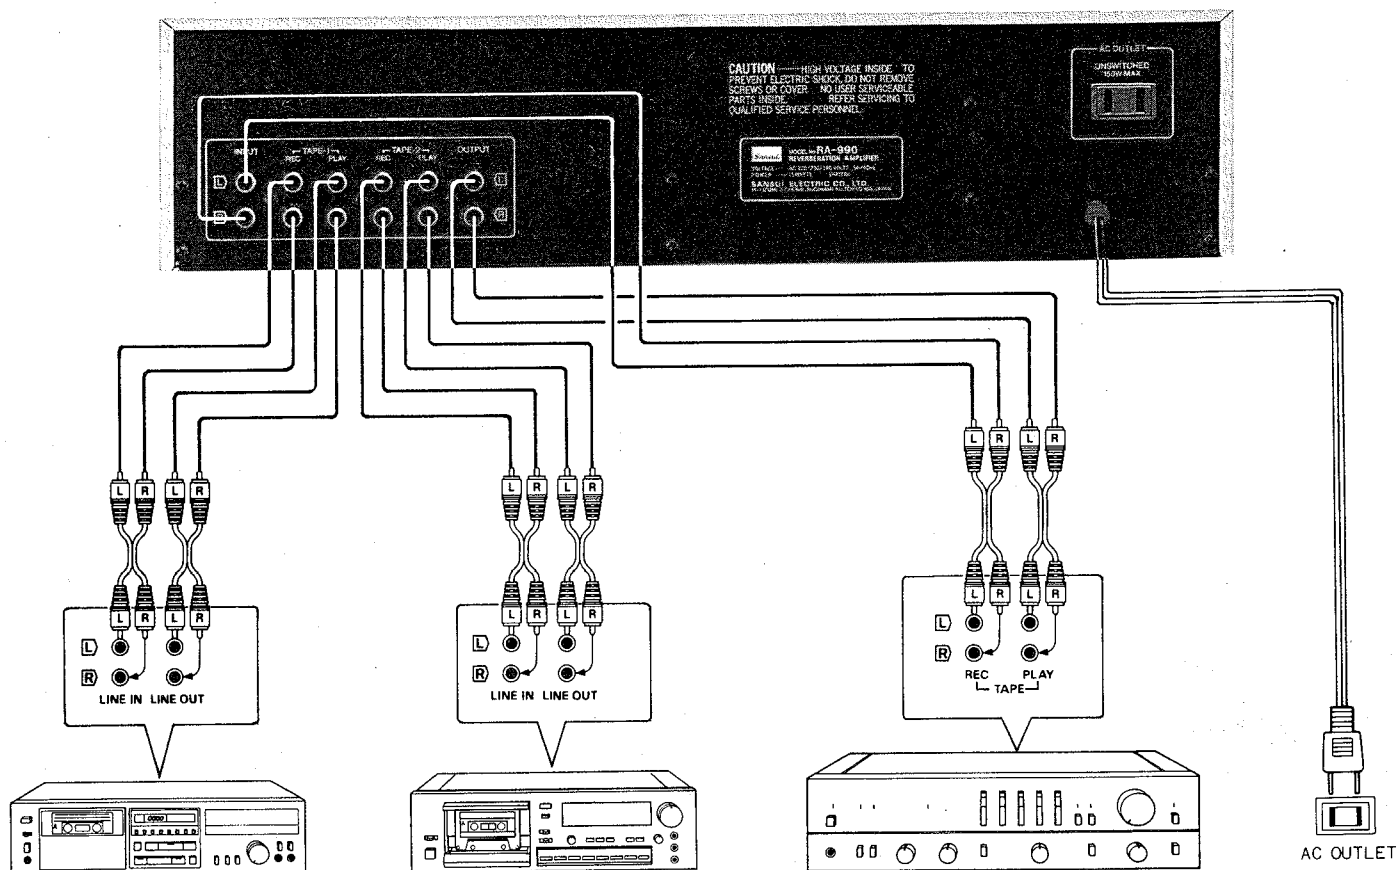 AC OUTLET
UNSWITCHED
150W MAX
CAUTION HIGH VOLTAGE INSIDE TO
PREVENT ELECTRIC SHOCK, DO NOT REMOVE
SCREWS OR COVER NO USER SERVICEABLE
PARTS INSIDE. REFER SERVICING TO
QUALIFIED SERVICE PERSONNEL.
INPUT TAPE-1 TAPE-2 OUTPUT
REC PLAY REC PLAY
L L
R R
Sansui MODEL No. RA-990
REVERBERATION AMPLIFIER
SANSUI ELECTRIC CO., LTD.
L R L R
L R L R
L R L R
L R L R
L R L R
L R L R
L
R
LINE IN LINE OUT
L
R
LINE IN LINE OUT
L
R
REC PLAY
TAPE
AC OUTLET